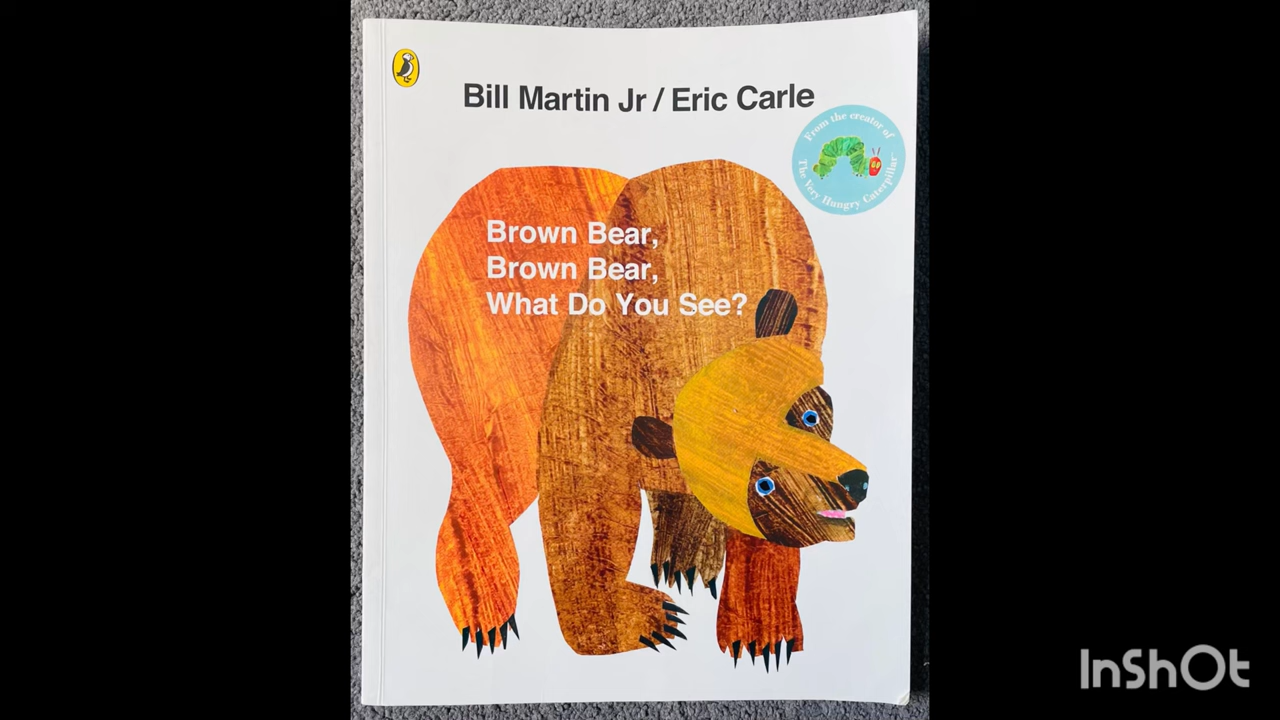 Bill Martin Jr / Eric Carle
From the creator of
The Very Hungry Caterpillar
Brown Bear,
Brown Bear,
What Do You See?
InShOt